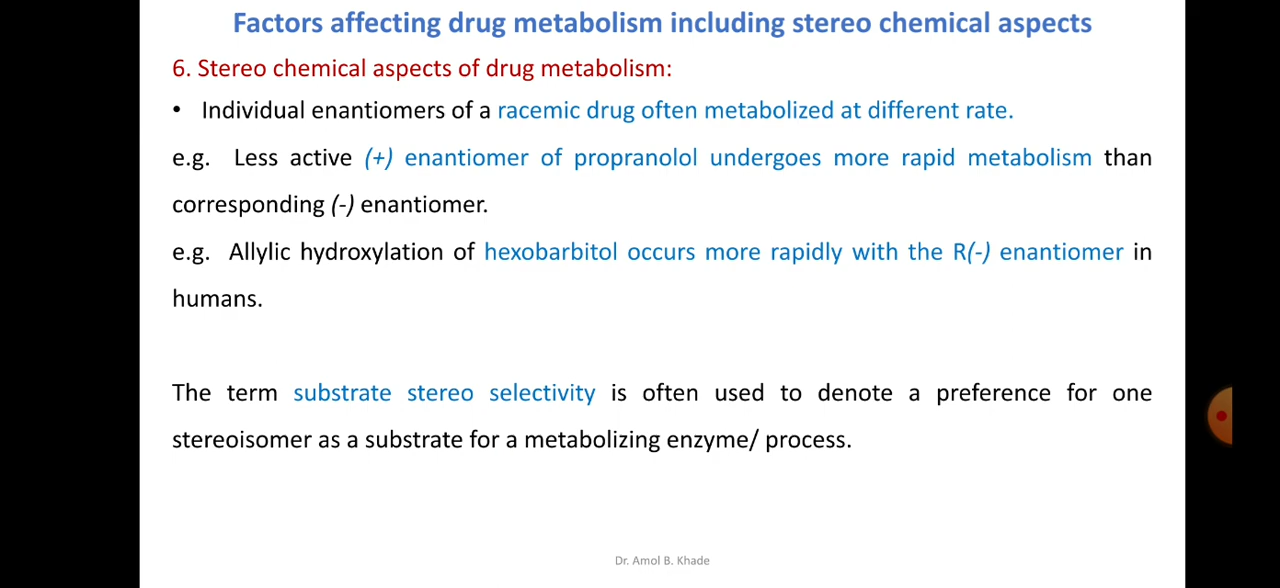 Factors affecting drug metabolism including stereo chemical aspects
6. Stereo chemical aspects of drug metabolism:
• Individual enantiomers of a racemic drug often metabolized at different rate.
e.g. Less active (+) enantiomer of propranolol undergoes more rapid metabolism than
corresponding (-) enantiomer.
e.g. Allylic hydroxylation of hexobarbitol occurs more rapidly with the R(-) enantiomer in
humans.
The term substrate stereo selectivity is often used to denote a preference for one
stereoisomer as a substrate for a metabolizing enzyme/ process.
Dr. Amol B. Khade